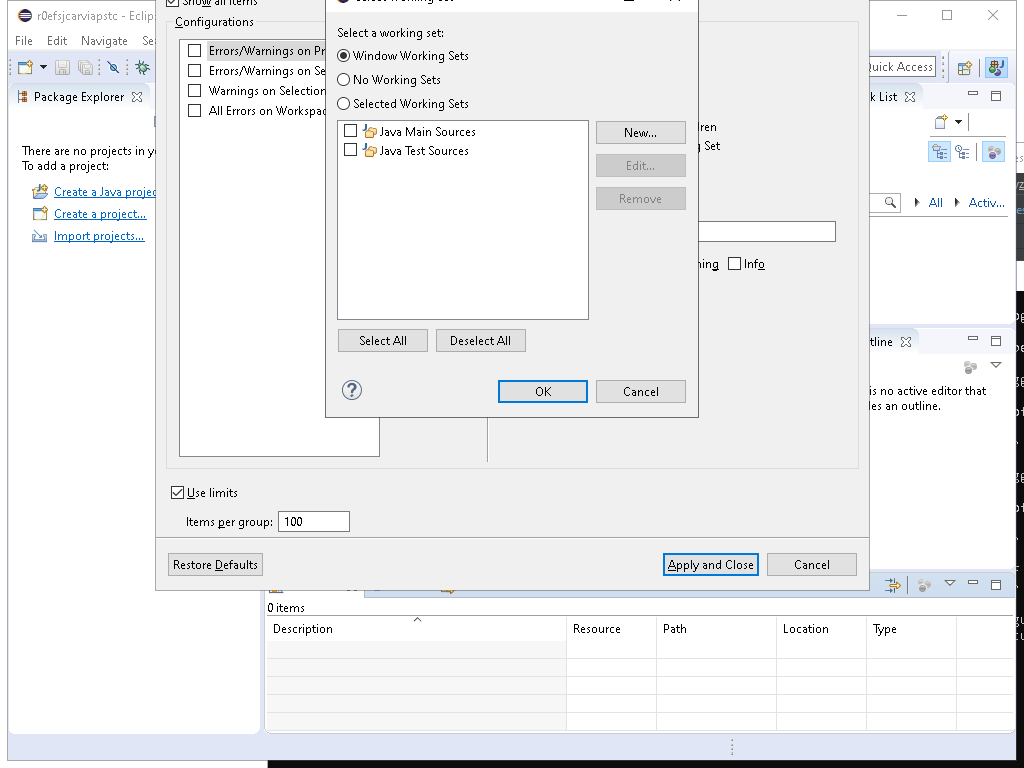 r0efsjcarviapstc - Eclip
File Edit Navigate Se
Quick Access
Package Explorer
There are no projects in y
To add a project:
Create a Java projec
Create a project...
Import projects...
Show all items
Configurations
Errors/Warnings on Pr
Errors/Warnings on Se
Warnings on Selection
All Errors on Workspac
Select a working set:
Window Working Sets
No Working Sets
Selected Working Sets
Java Main Sources
Java Test Sources
New...
Edit...
Remove
Select All
Deselect All
OK
Cancel
dren
g Set
ning
Info
Use limits
Items per group: 100
Restore Defaults
Apply and Close
Cancel
k List
All
Activ...
tline
is no active editor that
les an outline.
0 items
Description Resource Path Location Type